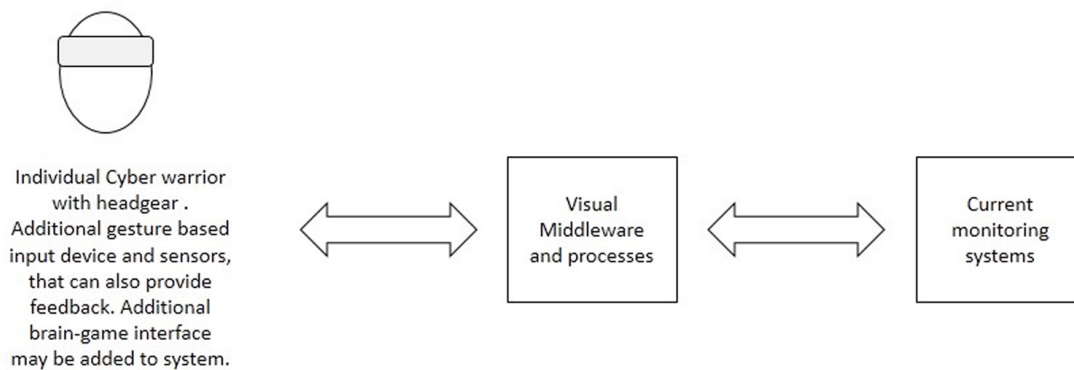 Individual Cyber warrior
with headgear .
Additional gesture based
input device and sensors,
that can also provide
feedback. Additional
brain-game interface
may be added to system.
Visual
Middleware
and processes
Current
monitoring
systems